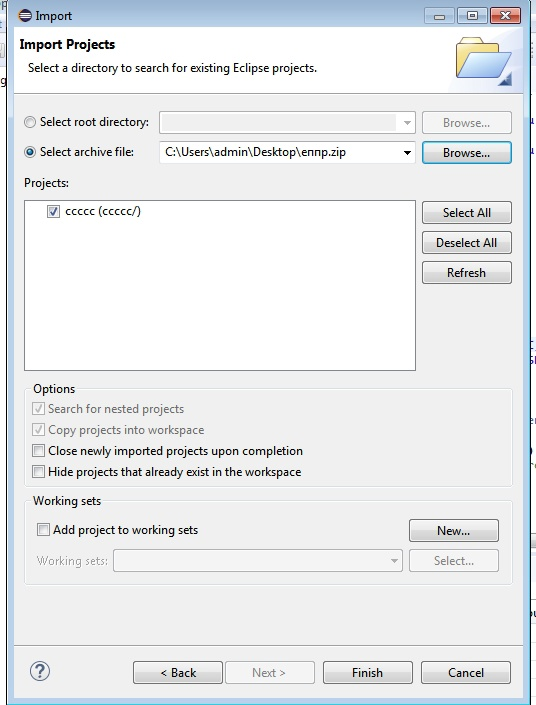 Import
Import Projects
Select a directory to search for existing Eclipse projects.
Select root directory:
Browse...
Select archive file:
C:\Users\admin\Desktop\еппр.zip
Browse...
Projects:
ccccc (ccccc/)
Select All
Deselect All
Refresh
Options
Search for nested projects
Copy projects into workspace
Close newly imported projects upon completion
Hide projects that already exist in the workspace
Working sets
Add project to working sets
New...
Working sets:
Select...
?
< Back
Next >
Finish
Cancel